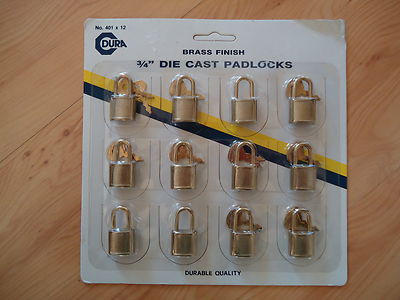 No. 401 x 12
DURA
BRASS FINISH
¾" DIE CAST PADLOCKS
DURABLE QUALITY